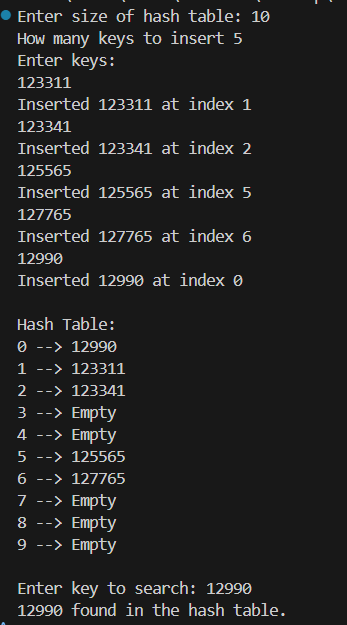 Enter size of hash table: 10
How many keys to insert 5
Enter keys:
123311
Inserted 123311 at index 1
123341
Inserted 123341 at index 2
125565
Inserted 125565 at index 5
127765
Inserted 127765 at index 6
12990
Inserted 12990 at index 0

Hash Table:
0 --> 12990
1 --> 123311
2 --> 123341
3 --> Empty
4 --> Empty
5 --> 125565
6 --> 127765
7 --> Empty
8 --> Empty
9 --> Empty

Enter key to search: 12990
12990 found in the hash table.